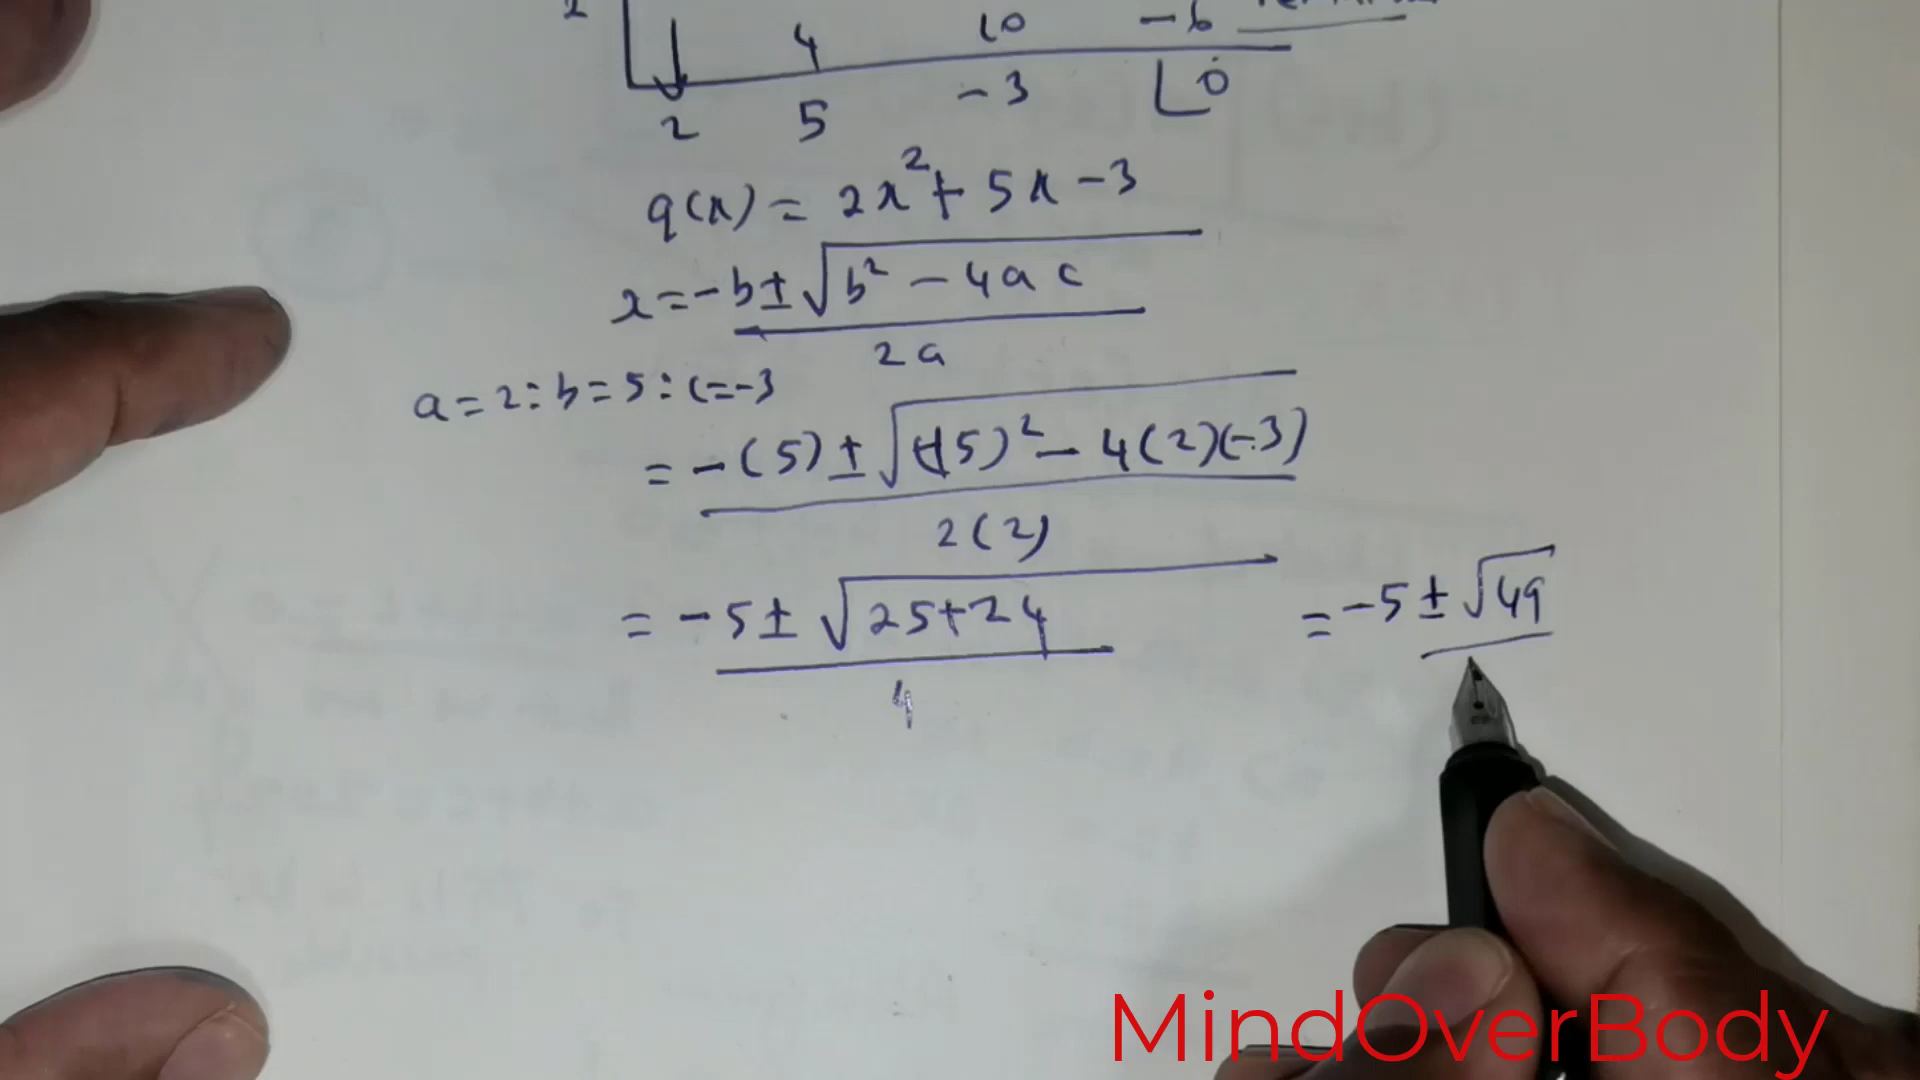 2 4 10 -6
2 5 -3 0
q(x) = 2x² + 5x - 3
x = -b ± √b² - 4ac
2a
a = 2 : b = 5 : c = -3
= -(5) ± √(5)² - 4(2)(-3)
2(2)
= -5 ± √25+24 = -5 ± √49
4
MindOverBody